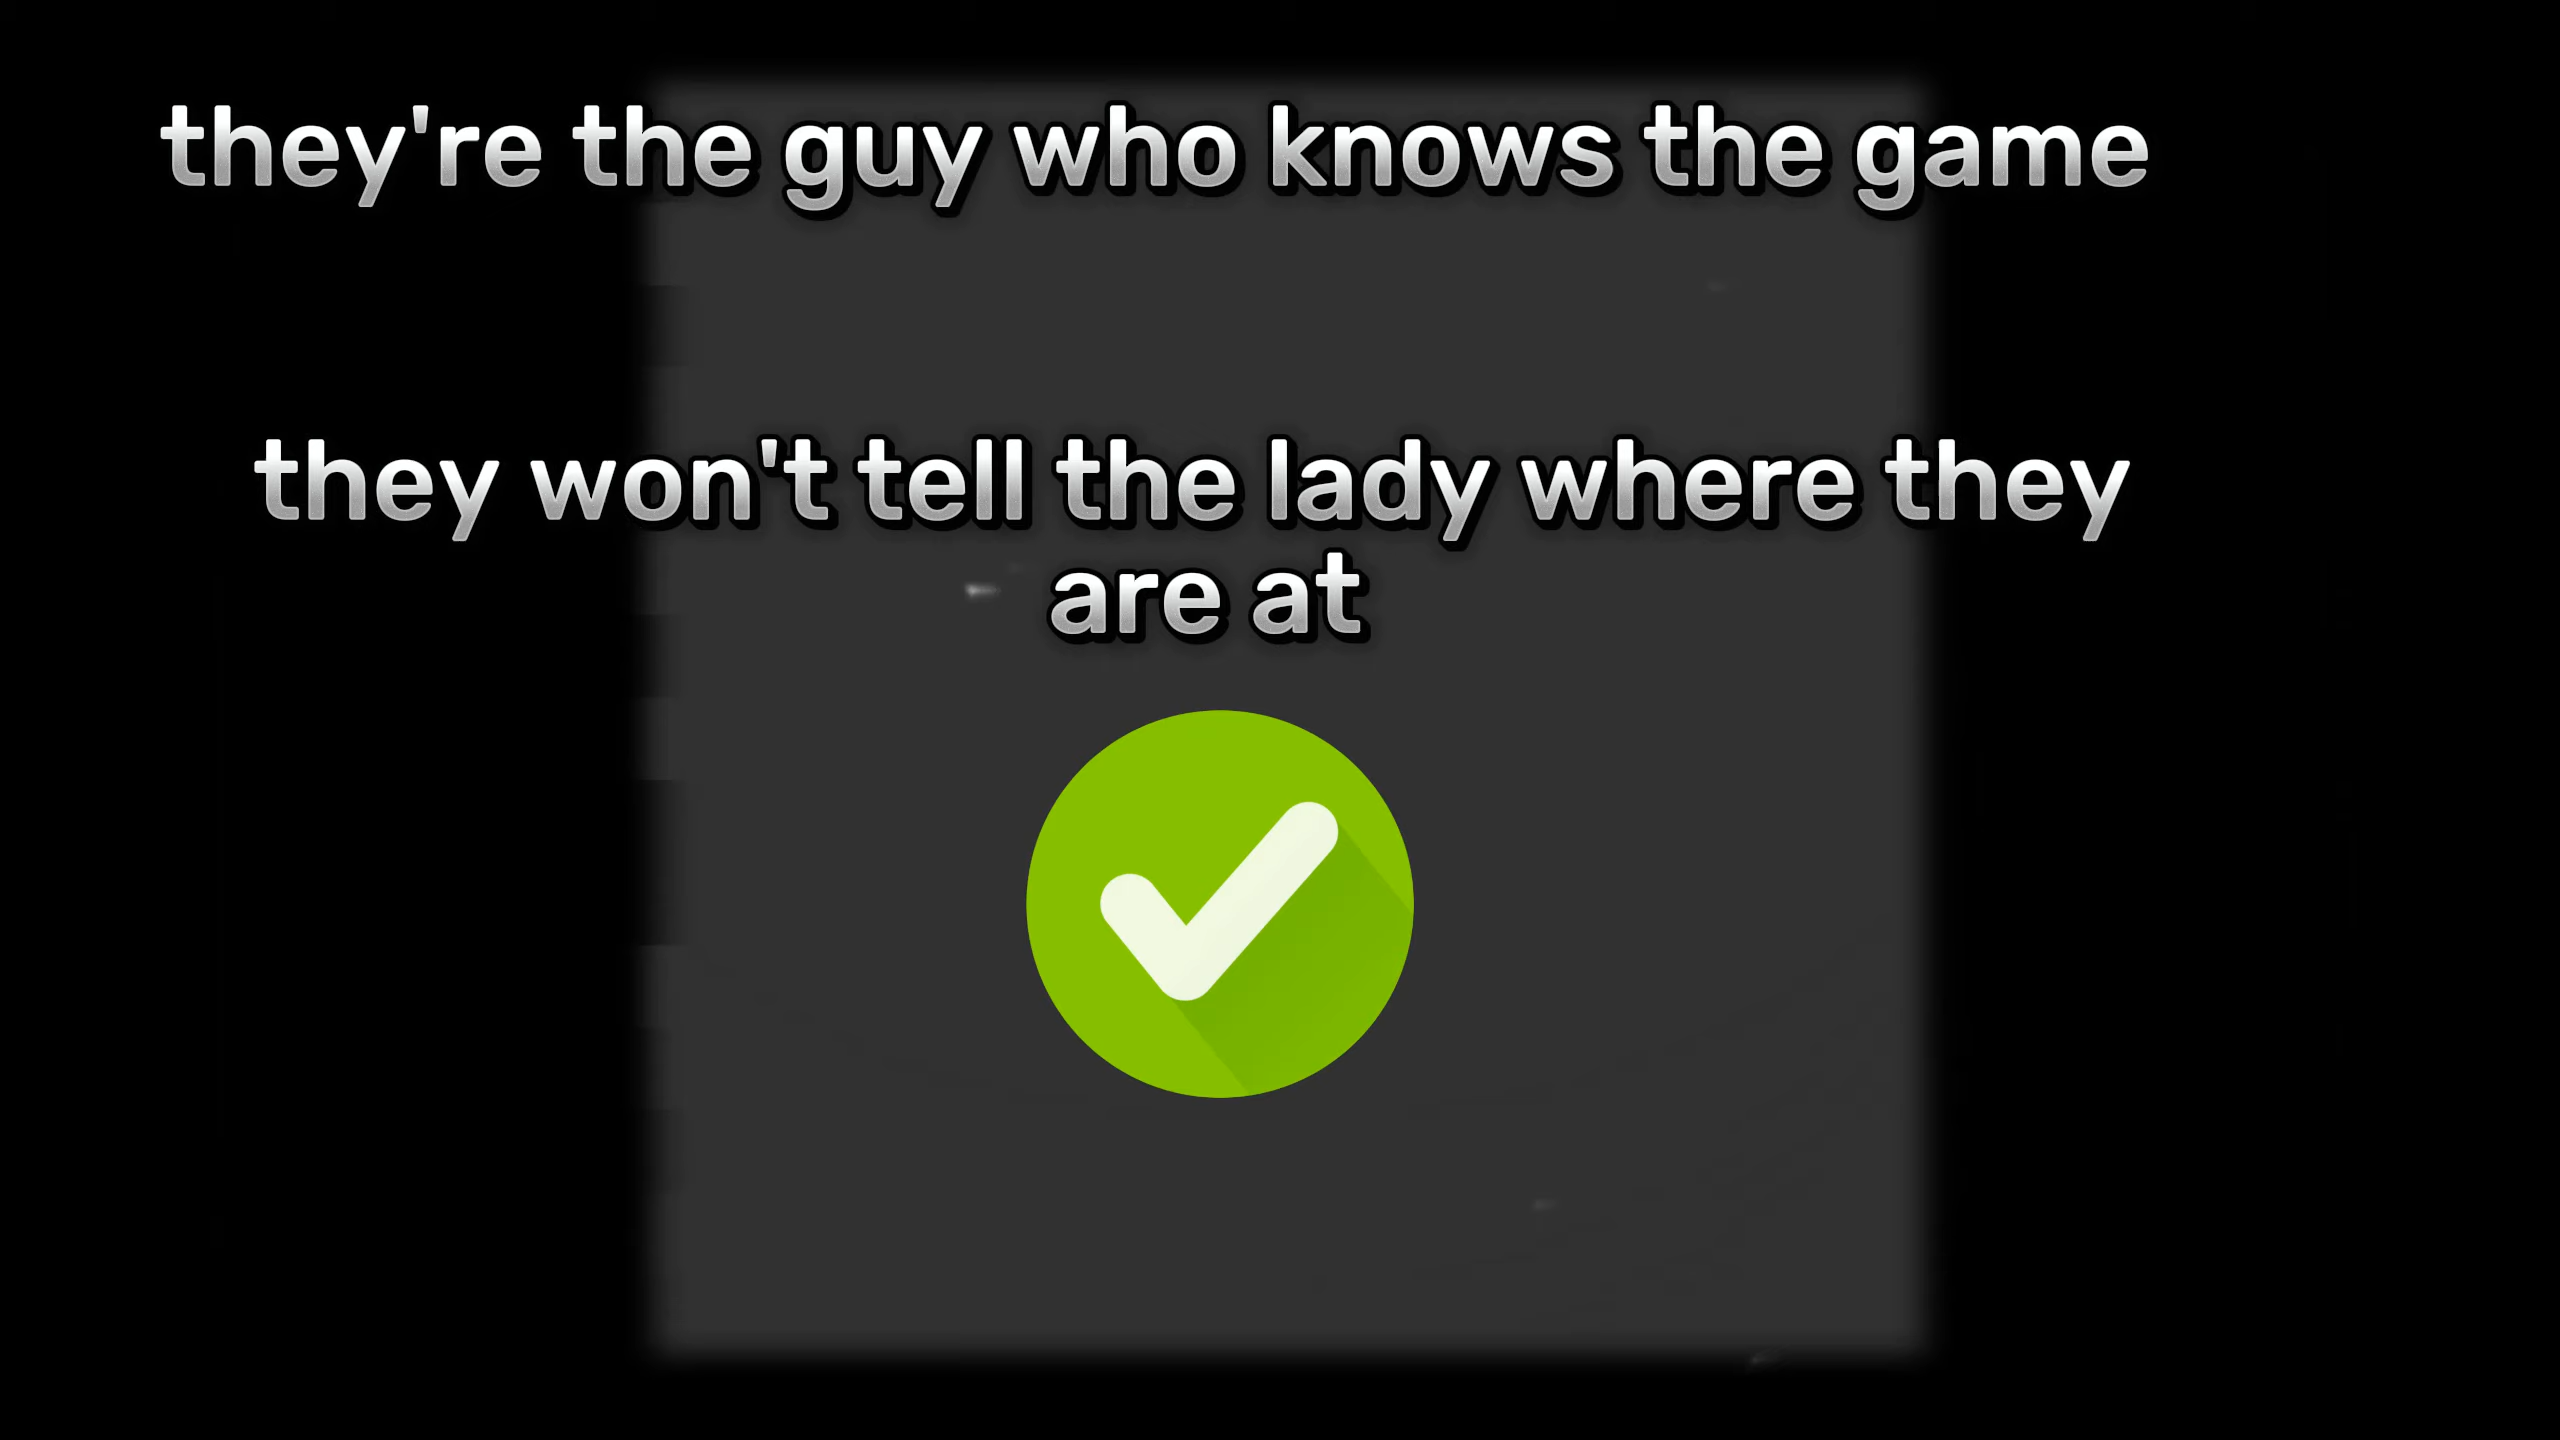 they're the guy who knows the game
they won't tell the lady where they
are at